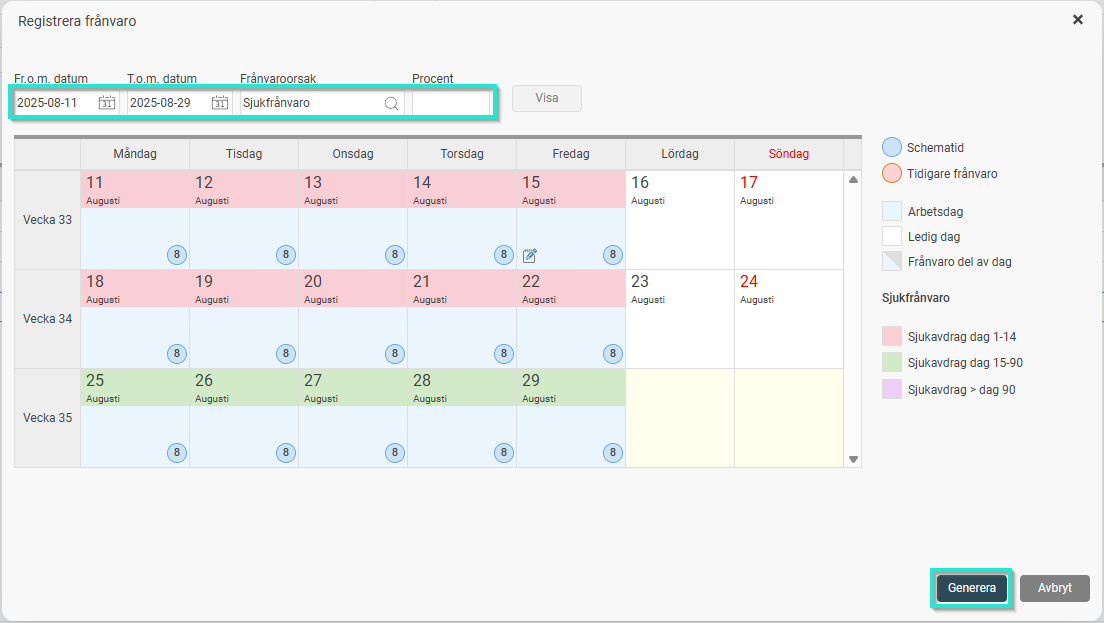 Registrera frånvaro
×
Fr.o.m. datum T.o.m. datum Frånvaroorsak Procent
2025-08-11 31 2025-08-29 31 Sjukfrånvaro Visa
Måndag Tisdag Onsdag Torsdag Fredag Lördag Söndag
11 12 13 14 15 16 17
Augusti Augusti Augusti Augusti Augusti Augusti Augusti
Vecka 33
8 8 8 8 8
18 19 20 21 22 23 24
Augusti Augusti Augusti Augusti Augusti Augusti Augusti
Vecka 34
8 8 8 8 8
25 26 27 28 29
Augusti Augusti Augusti Augusti Augusti
Vecka 35
8 8 8 8 8
Schematid
Tidigare frånvaro
Arbetsdag
Ledig dag
Frånvaro del av dag
Sjukfrånvaro
Sjukavdrag dag 1-14
Sjukavdrag dag 15-90
Sjukavdrag > dag 90
Generera Avbryt